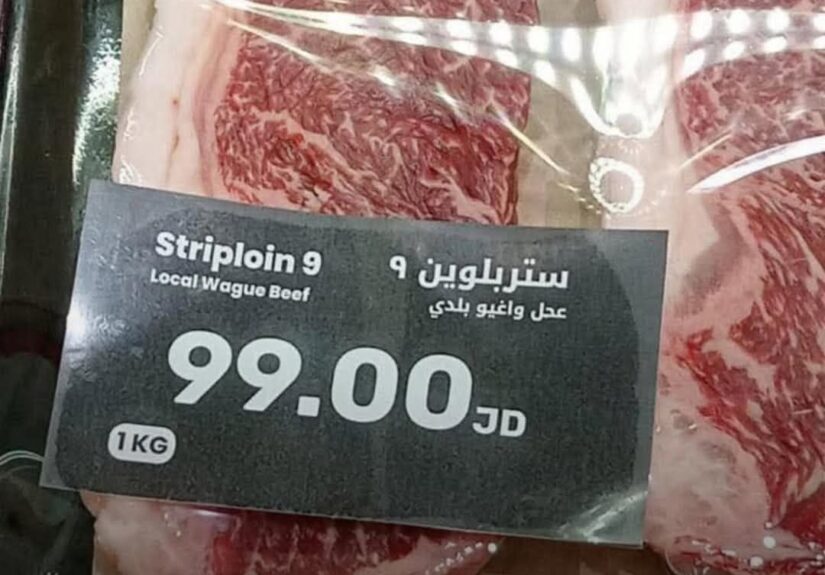 Striploin 9
Local Wague Beef
ستربلوين ٩
عجل واغيو بلدي
99.00 JD
1 KG